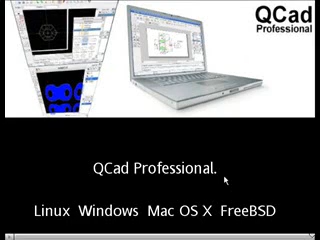 QCad
Professional
QCad Professional.
Linux Windows Mac OS X FreeBSD